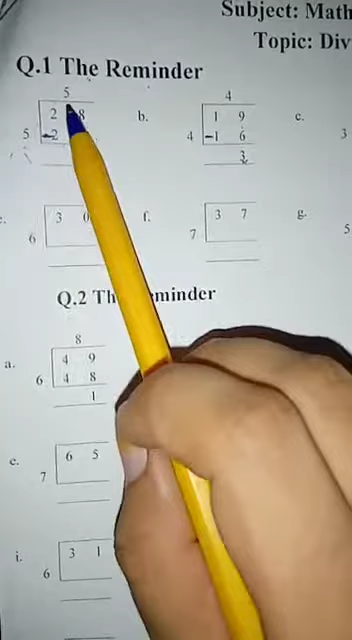 Subject: Math
Topic: Div
Q.1 The Reminder
5
2 8 b. 4 1 9 c.
5 -2 4 -1 6 3
3
6 3 0 f. 7 3 7 g. 5
Q.2 Th minder
8
a. 6 4 9
4 8
1
7 6 5
i. 6 3 1